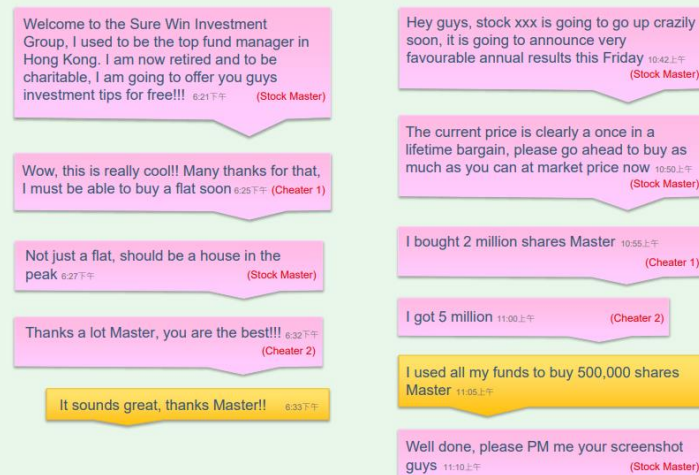 Welcome to the Sure Win Investment
Group, I used to be the top fund manager in
Hong Kong. I am now retired and to be
charitable, I am going to offer you guys
investment tips for free!!! 6:21下午 (Stock Master)
Wow, this is really cool!! Many thanks for that,
I must be able to buy a flat soon 6:25下午 (Cheater 1)
Not just a flat, should be a house in the
peak 6:27下午 (Stock Master)
Thanks a lot Master, you are the best!!! 6:32下午
(Cheater 2)
It sounds great, thanks Master!! 6:33下午
Hey guys, stock xxx is going to go up crazily
soon, it is going to announce very
favourable annual results this Friday 10:42上午
(Stock Master)
The current price is clearly a once in a
lifetime bargain, please go ahead to buy as
much as you can at market price now 10:50上午
(Stock Master)
I bought 2 million shares Master 10:55上午
(Cheater 1)
I got 5 million 11:00上午 (Cheater 2)
I used all my funds to buy 500,000 shares
Master 11:05上午
Well done, please PM me your screenshot
guys 11:10上午 (Stock Master)